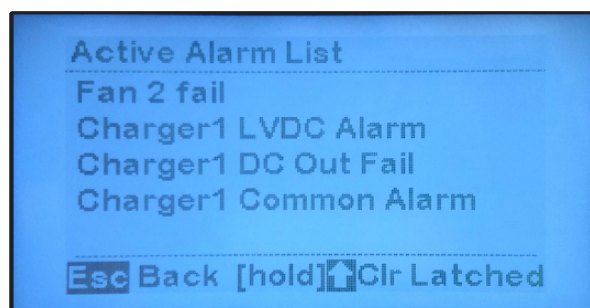 Active Alarm List
Fan 2 fail
Charger1 LVDC Alarm
Charger1 DC Out Fail
Charger1 Common Alarm
Esc Back [hold]⇧Clr Latched